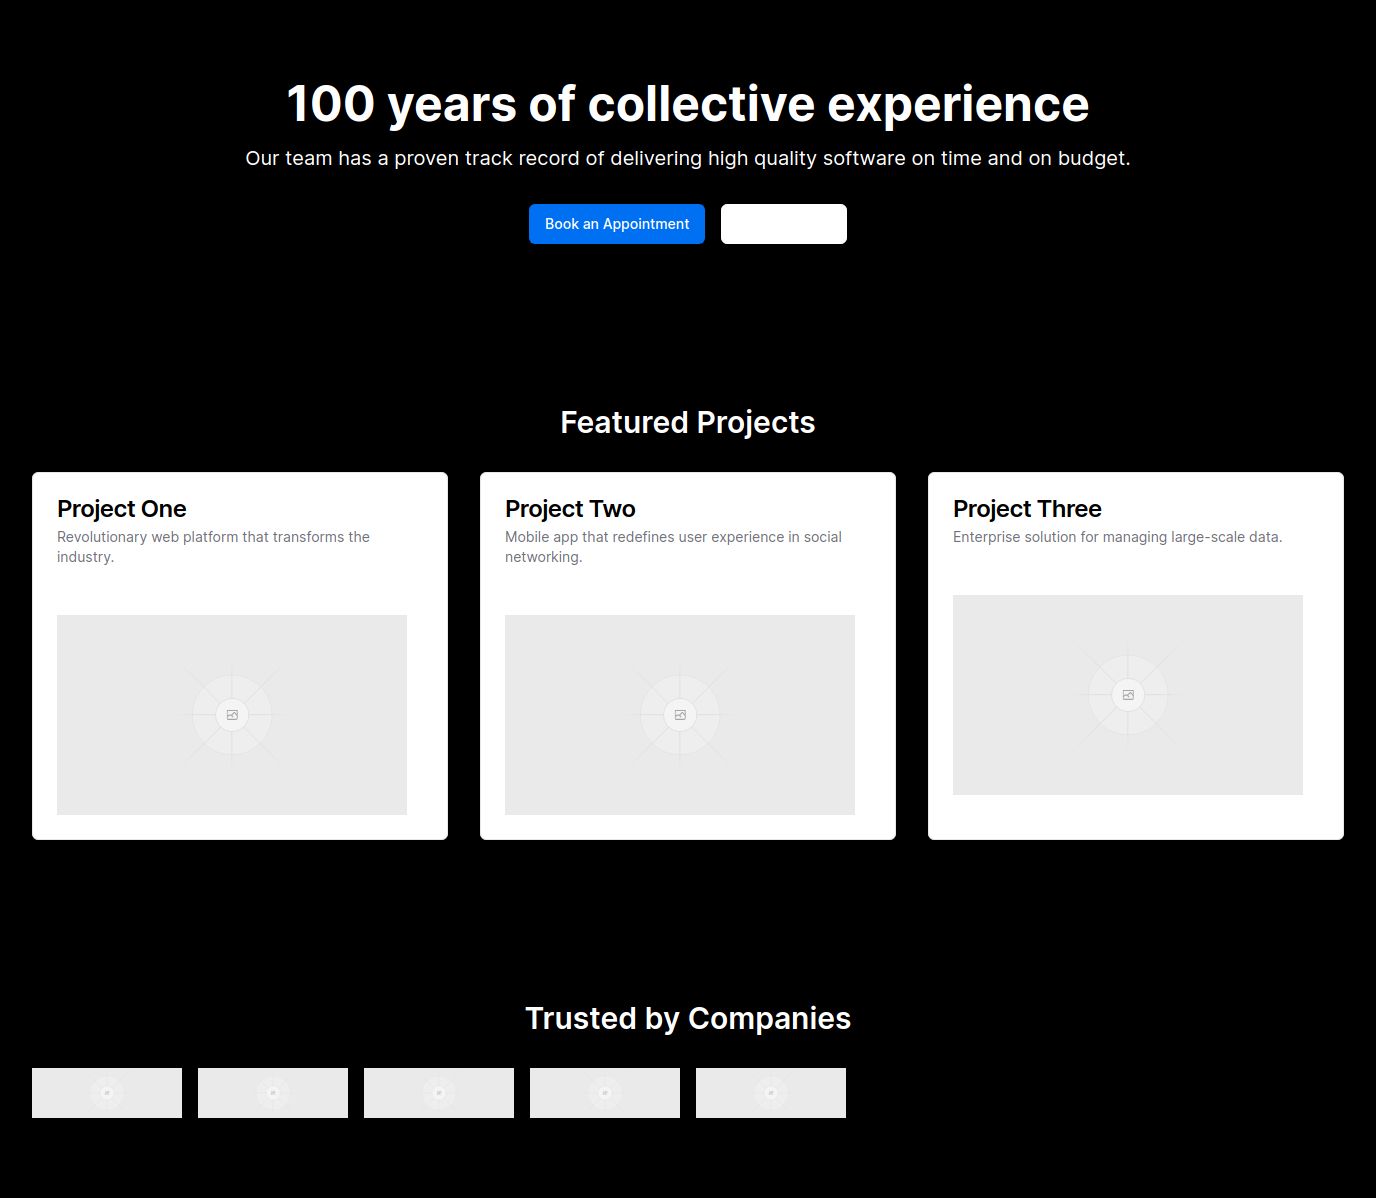 100 years of collective experience
Our team has a proven track record of delivering high quality software on time and on budget.
Book an Appointment
Featured Projects
Project One
Revolutionary web platform that transforms the
industry.
Project Two
Mobile app that redefines user experience in social
networking.
Project Three
Enterprise solution for managing large-scale data.
Trusted by Companies